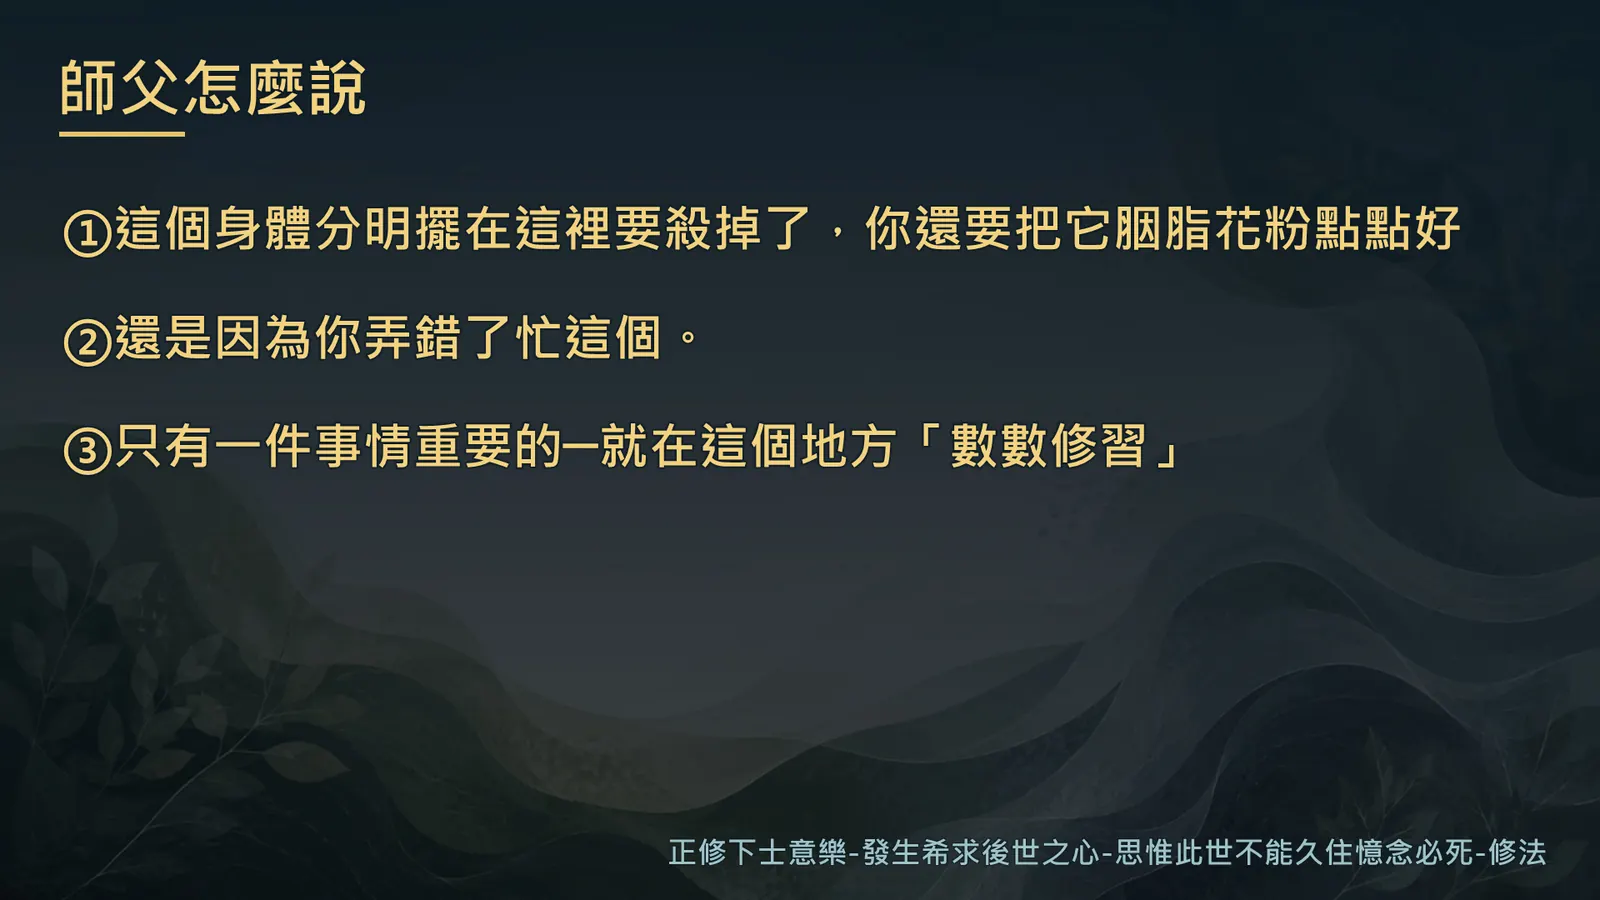 師父怎麼說
①這個身體分明擺在這裡要殺掉了，你還要把它胭脂花粉點點好
②還是因為你弄錯了忙這個。
③只有一件事情重要的─就在這個地方「數數修習」
正修下士意樂-發生希求後世之心-思惟此世不能久住憶念必死-修法